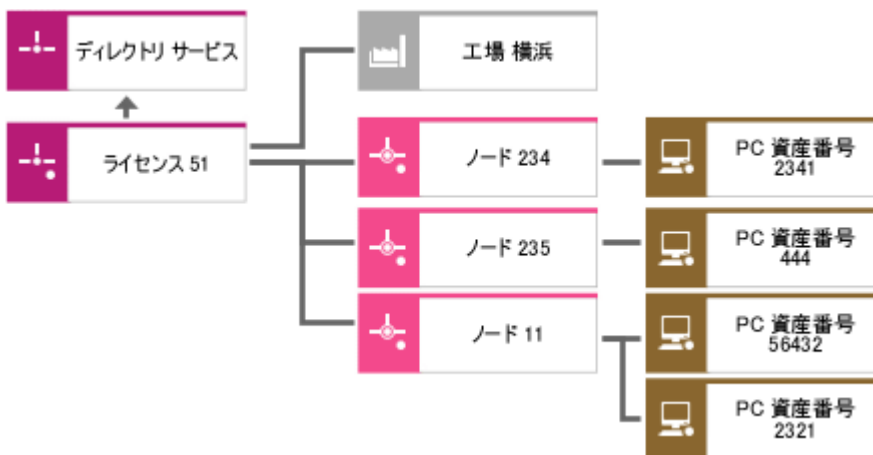 ディレクトリ サービス
工場 横浜
ライセンス 51
ノード 234
PC 資産番号
2341
ノード 235
PC 資産番号
444
ノード 11
PC 資産番号
56432
PC 資産番号
2321